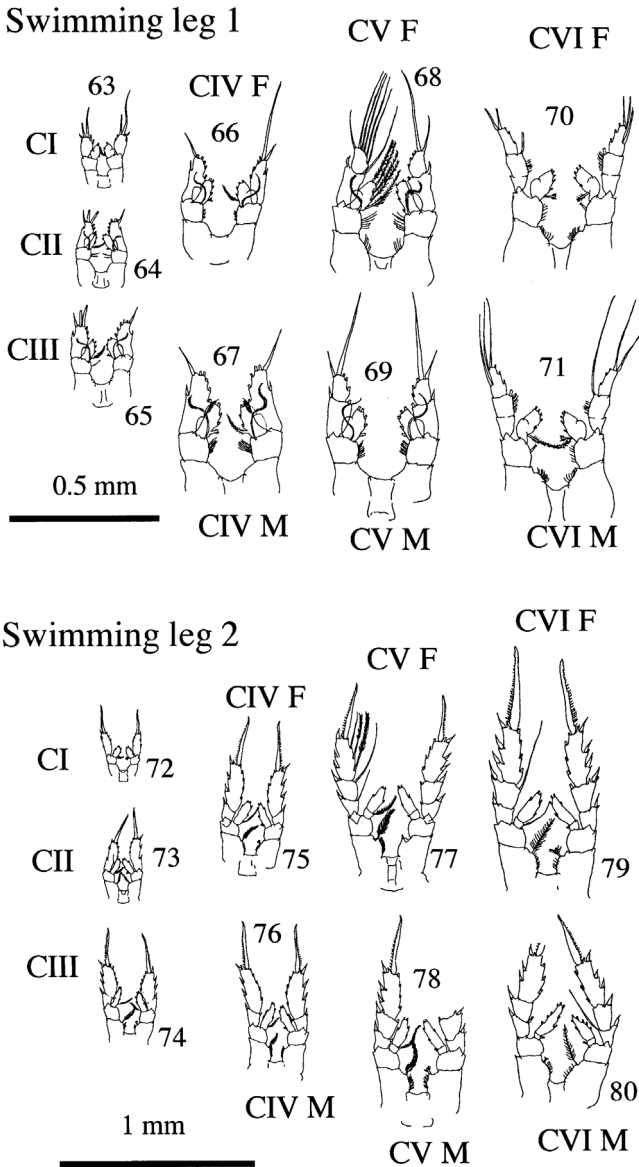 Swimming leg 1
CV F
CVI F
63
CIV F
68
CI
66
70
CII
64
CIII
67
69
71
65
0.5 mm
CIV M
CV M
CVI M
Swimming leg 2
CVI F
CV F
CIV F
CI
72
CII
73
75
77
79
CIII
76
78
74
80
1 mm
CIV M
CV M
CVI M